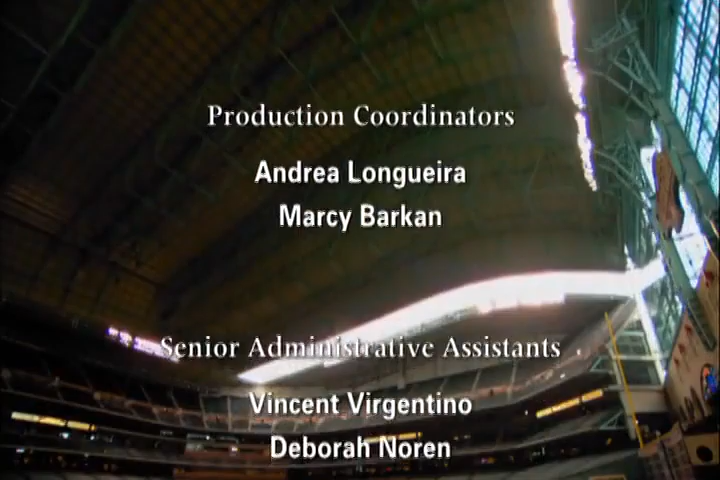 Production Coordinators
Andrea Longueira
Marcy Barkan
Senior Administrative Assistants
Vincent Virgentino
Deborah Noren